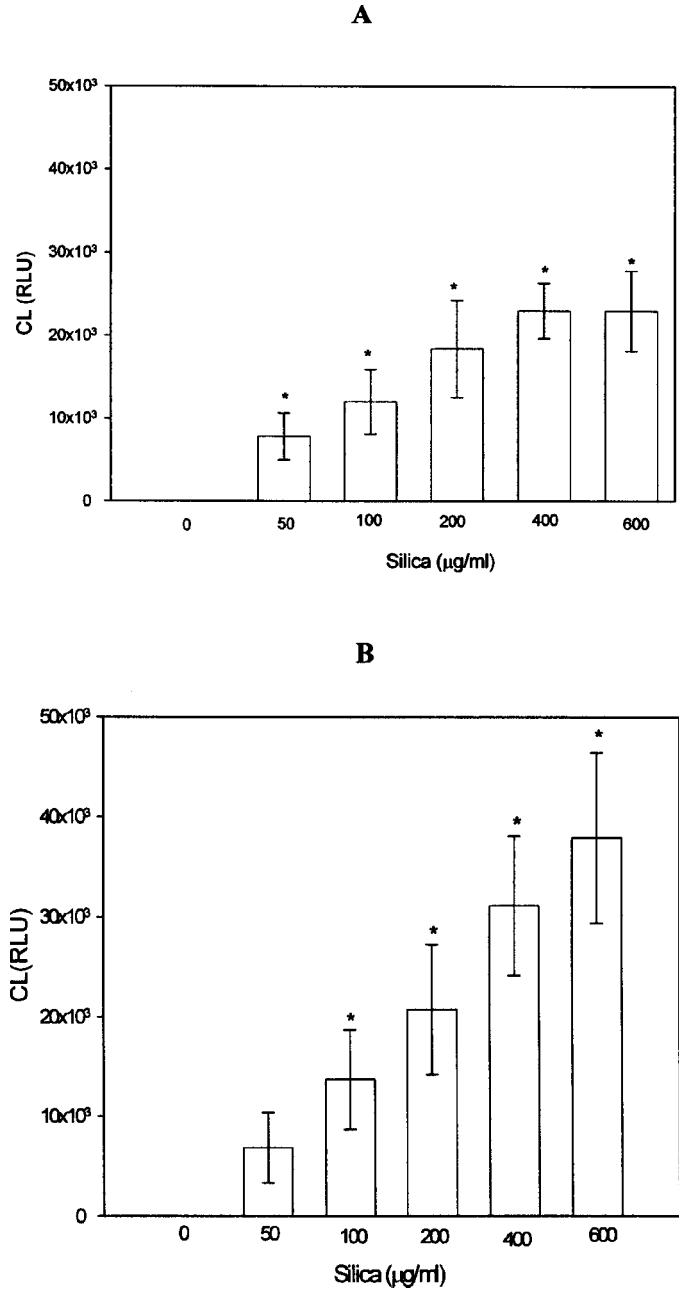 A
50x10³
40x10³
30x10³
20x10³
10x10³
0
CL (RLU)
* * * * *
0 50 100 200 400 600
Silica (µg/ml)
B
50x10³
40x10³
30x10³
20x10³
10x10³
0
CL(RLU)
* * * *
0 50 100 200 400 600
Silica (µg/ml)